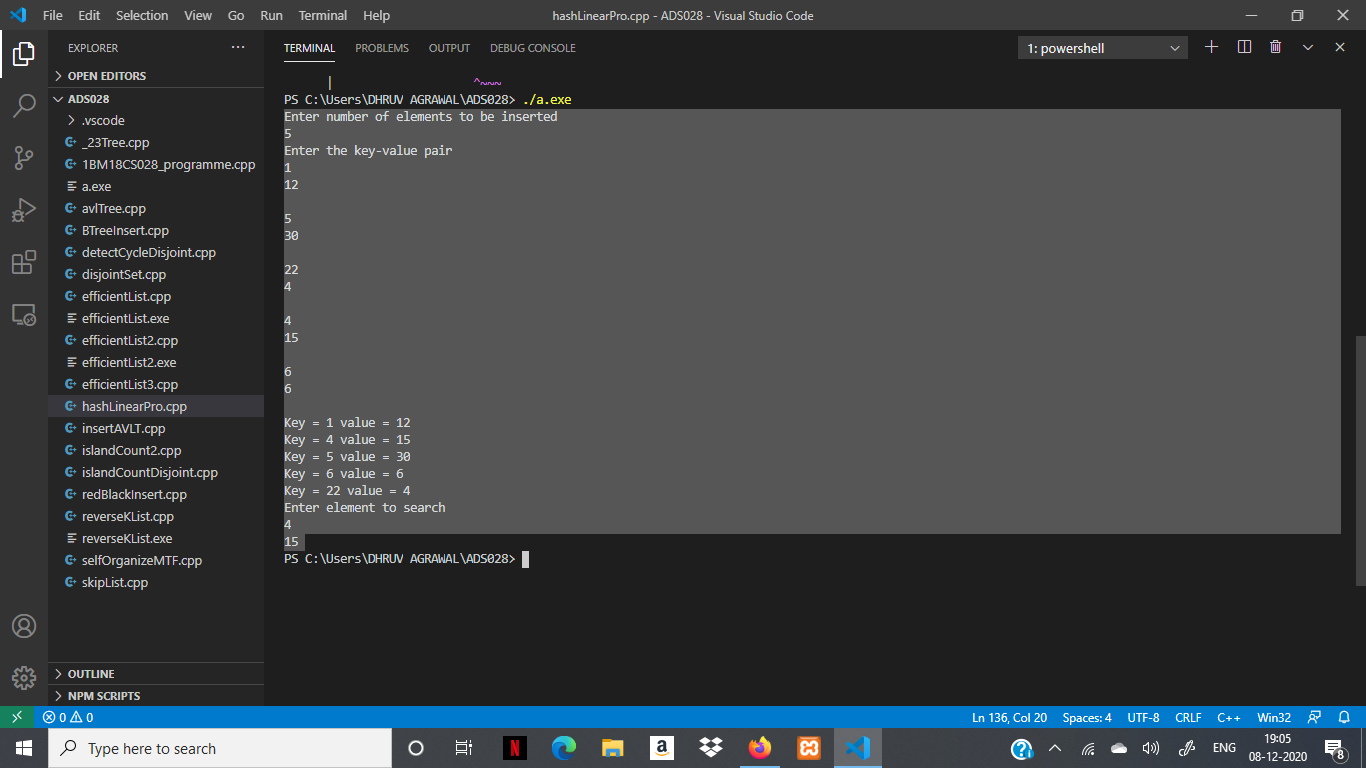 File Edit Selection View Go Run Terminal Help
hashLinearPro.cpp - ADS028 - Visual Studio Code
EXPLORER
OPEN EDITORS
ADS028
.vscode
_23Tree.cpp
1BM18CS028_programme.cpp
a.exe
avlTree.cpp
BTreeInsert.cpp
detectCycleDisjoint.cpp
disjointSet.cpp
efficientList.cpp
efficientList.exe
efficientList2.cpp
efficientList2.exe
efficientList3.cpp
hashLinearPro.cpp
insertAVLT.cpp
islandCount2.cpp
islandCountDisjoint.cpp
redBlackInsert.cpp
reverseKList.cpp
reverseKList.exe
selfOrganizeMTF.cpp
skipList.cpp
OUTLINE
NPM SCRIPTS
TERMINAL PROBLEMS OUTPUT DEBUG CONSOLE
1: powershell
| ^~~~
PS C:\Users\DHRUV AGRAWAL\ADS028> ./a.exe
Enter number of elements to be inserted
5
Enter the key-value pair
1
12
5
30
22
4
4
15
6
6
Key = 1 value = 12
Key = 4 value = 15
Key = 5 value = 30
Key = 6 value = 6
Key = 22 value = 4
Enter element to search
4
15
PS C:\Users\DHRUV AGRAWAL\ADS028>
0 0
Ln 136, Col 20 Spaces: 4 UTF-8 CRLF C++ Win32
Type here to search
N
a
ENG
19:05
08-12-2020
8